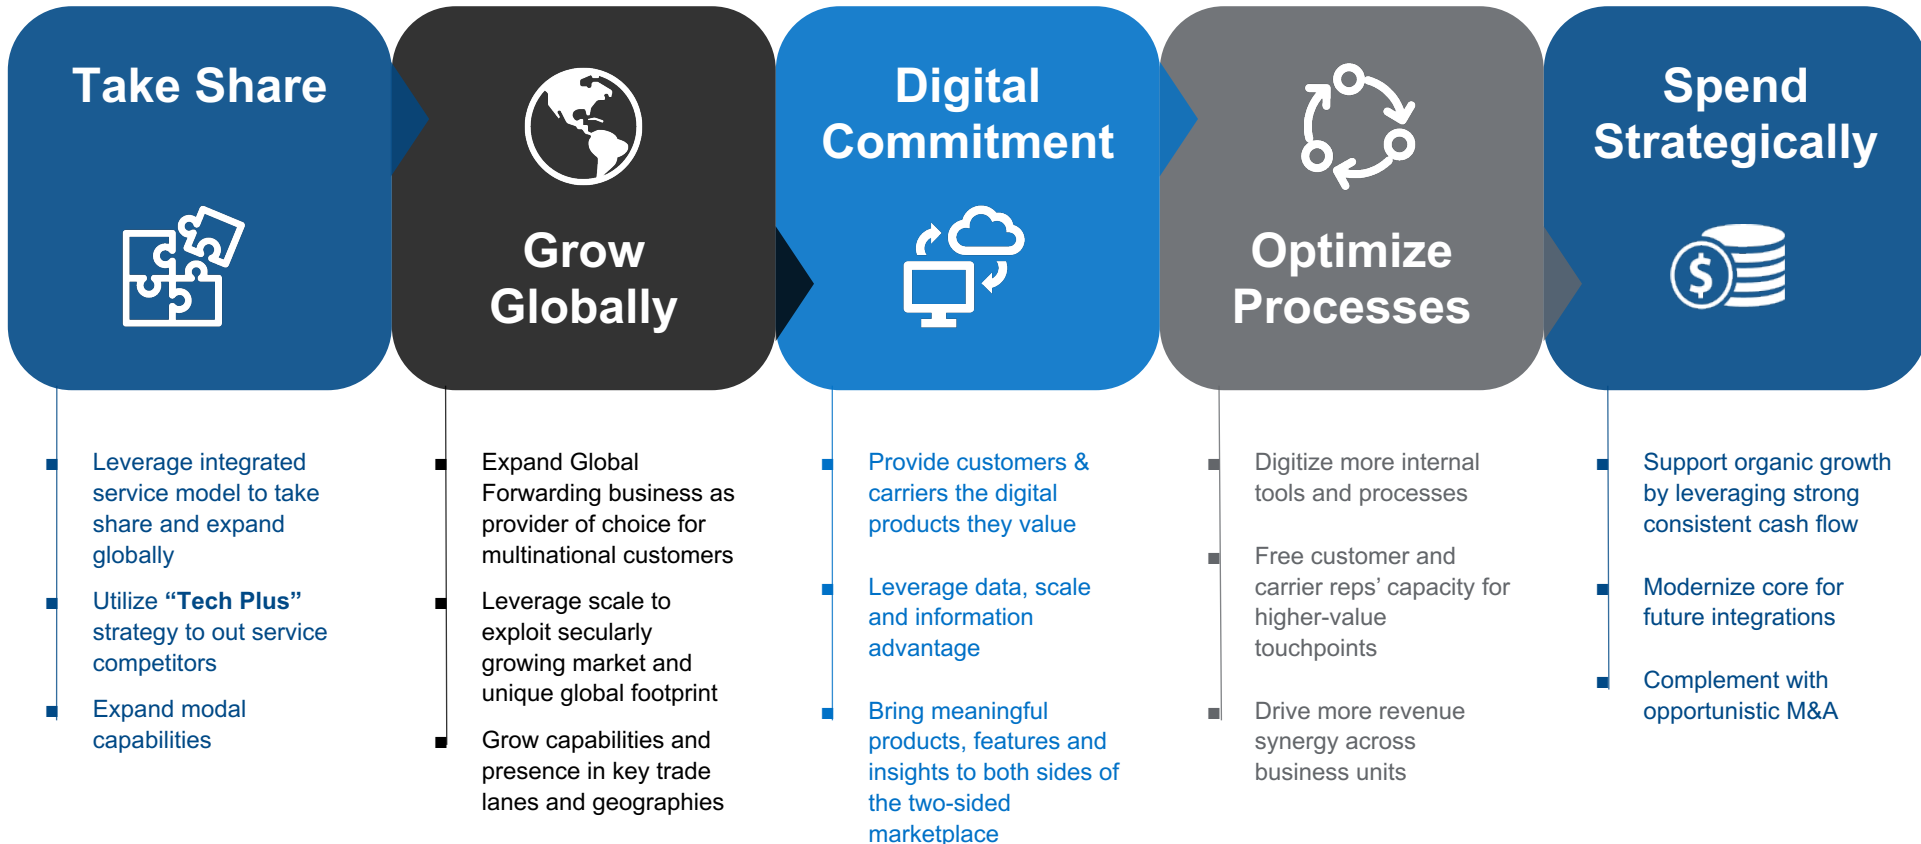 Take Share
Leverage integrated
service model to take
share and expand
globally
Utilize “Tech Plus”
strategy to out service
competitors
Expand modal
capabilities
Grow
Globally
Expand Global
Forwarding business as
provider of choice for
multinational customers
Leverage scale to
exploit secularly
growing market and
unique global footprint
Grow capabilities and
presence in key trade
lanes and geographies
Digital
Commitment
Provide customers &
carriers the digital
products they value
Leverage data, scale
and information
advantage
Bring meaningful
products, features and
insights to both sides of
the two-sided
marketplace
Optimize
Processes
Digitize more internal
tools and processes
Free customer and
carrier reps’ capacity for
higher-value
touchpoints
Drive more revenue
synergy across
business units
Spend
Strategically
$
Support organic growth
by leveraging strong
consistent cash flow
Modernize core for
future integrations
Complement with
opportunistic M&A